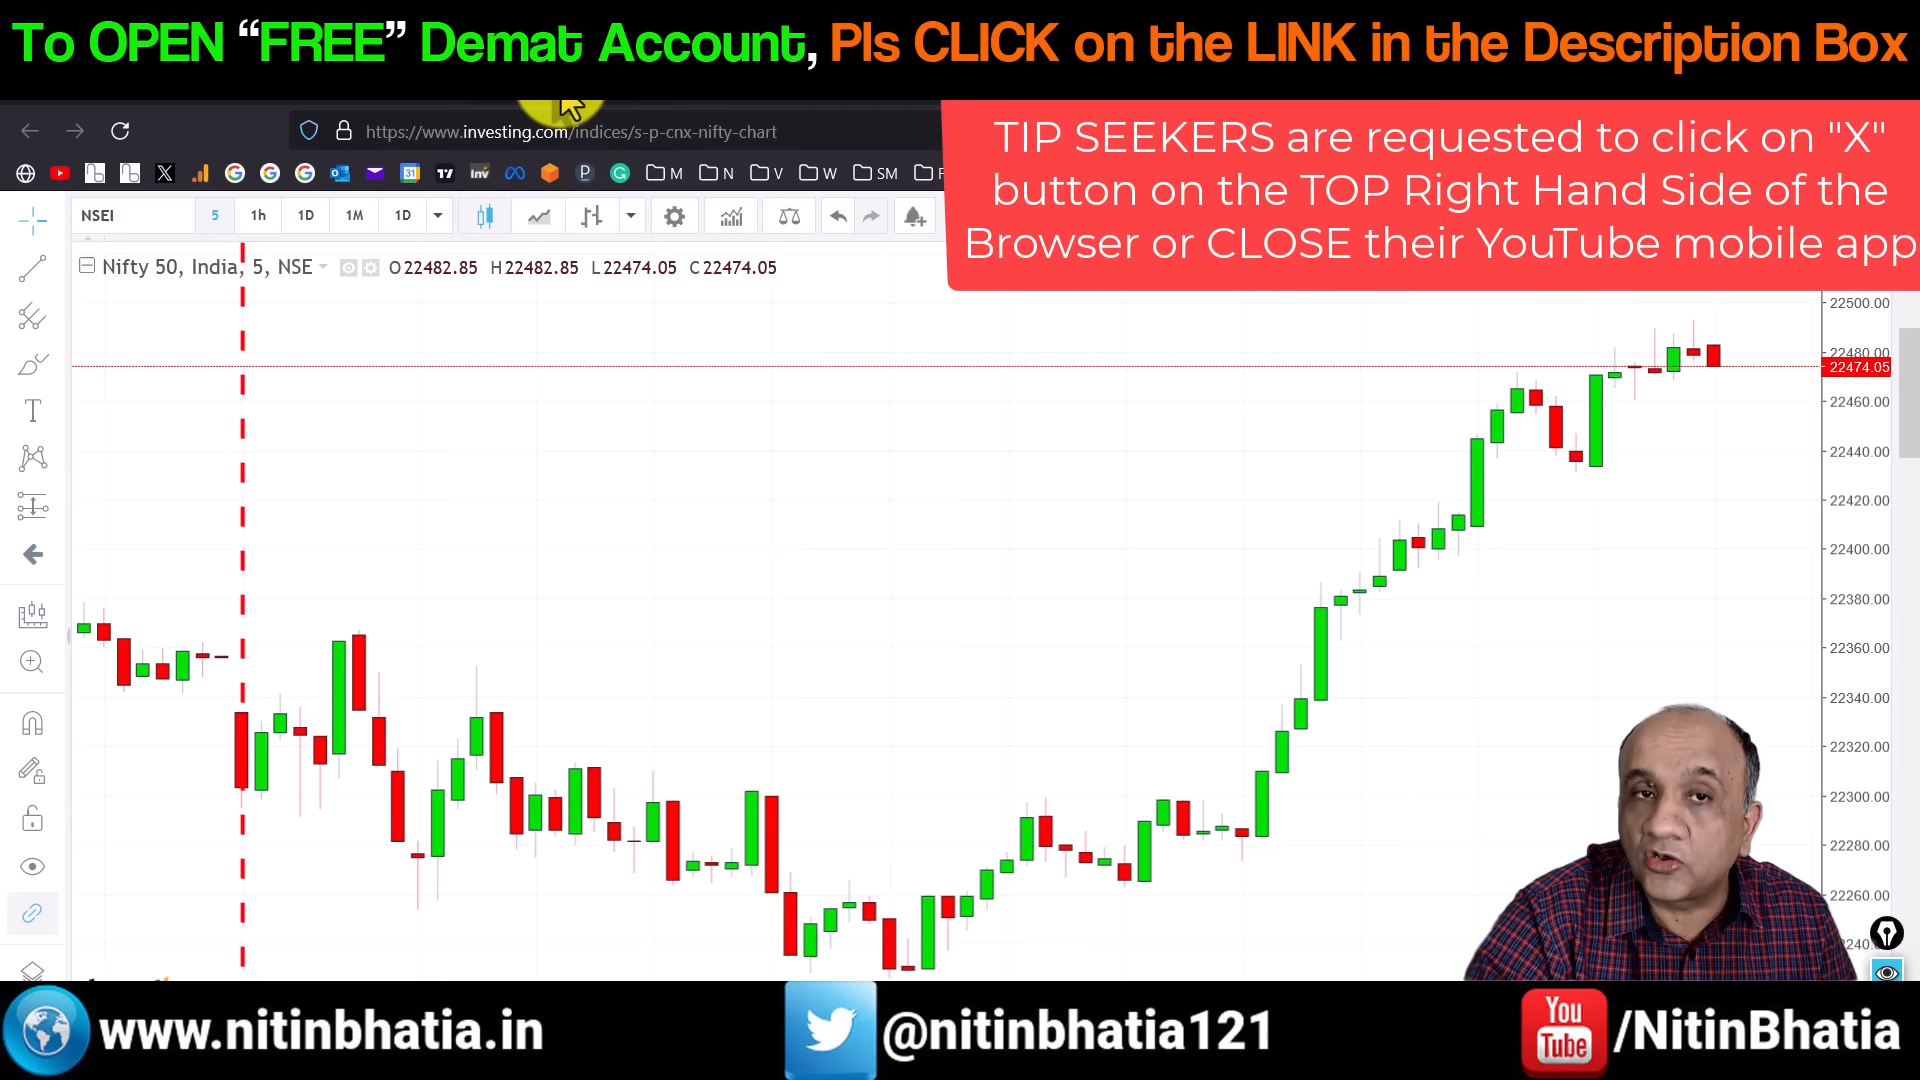 To OPEN “FREE” Demat Account, Pls CLICK on the LINK in the Description Box
https://www.investing.com/indices/s-p-cnx-nifty-chart
TIP SEEKERS are requested to click on "X"
button on the TOP Right Hand Side of the
Browser or CLOSE their YouTube mobile app
X 31 Inv P M N V W SM
NSEI 5 1h 1D 1M 1D
Nifty 50, India, 5, NSE O22482.85 H22482.85 L22474.05 C22474.05
22500.00
22480.00
22474.05
22460.00
22440.00
22420.00
22400.00
22380.00
22360.00
22340.00
22320.00
22300.00
22280.00
22260.00
www.nitinbhatia.in @nitinbhatia121 You Tube /NitinBhatia